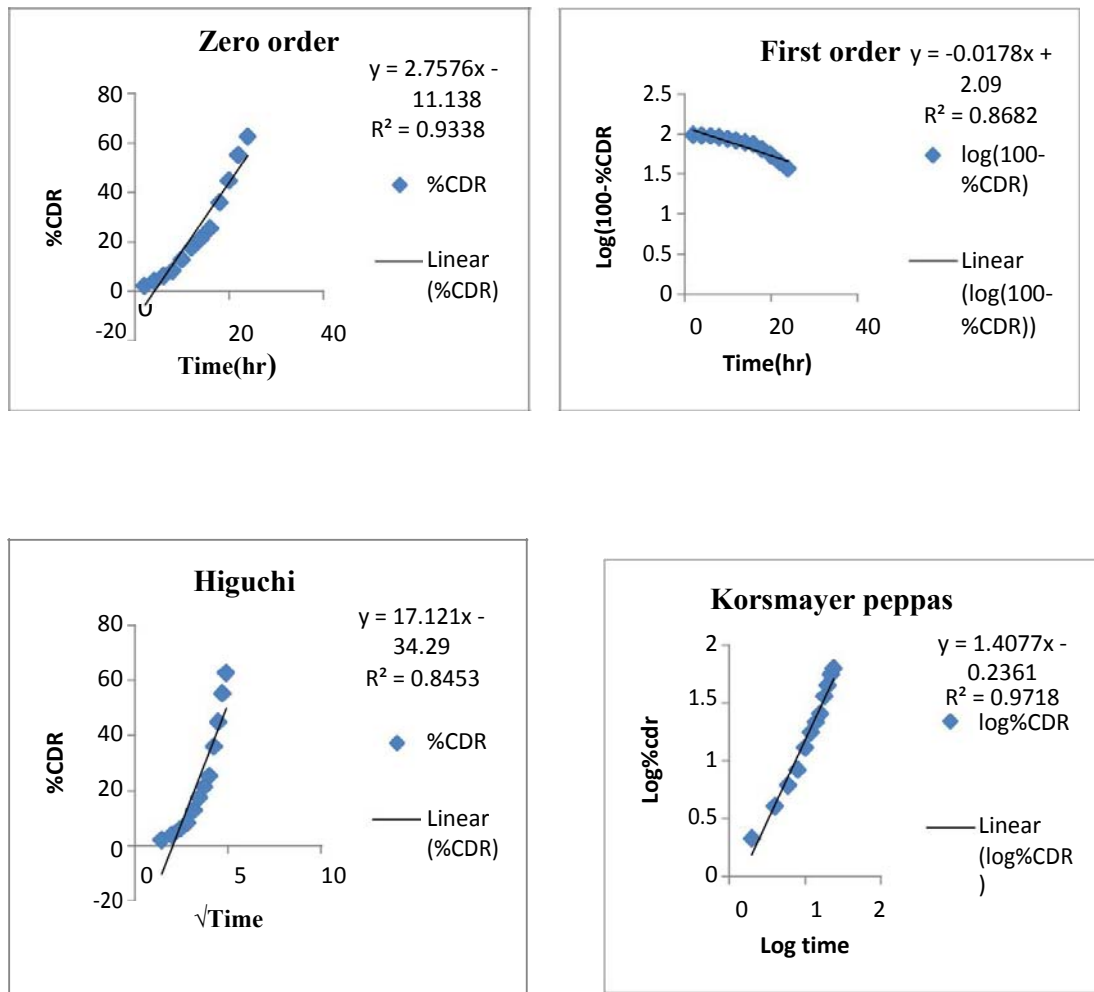 Zero order
y = 2.7576x -
11.138
R² = 0.9338
80
60
40
20
0
-20
%CDR
%CDR
Linear
(%CDR)
0
20
40
Time(hr)
First order
y = -0.0178x +
2.09
R² = 0.8682
2.5
2
1.5
1
0.5
0
Log(100-%CDR)
log(100-
%CDR)
Linear
(log(100-
%CDR))
0
20
40
Time(hr)
Higuchi
y = 17.121x -
34.29
R² = 0.8453
80
60
40
20
0
-20
%CDR
%CDR
Linear
(%CDR)
0
5
10
√Time
Korsmayer peppas
y = 1.4077x -
0.2361
R² = 0.9718
2
1.5
1
0.5
0
Log%cdr
log%CDR
Linear
(log%CDR
)
0
1
2
Log time